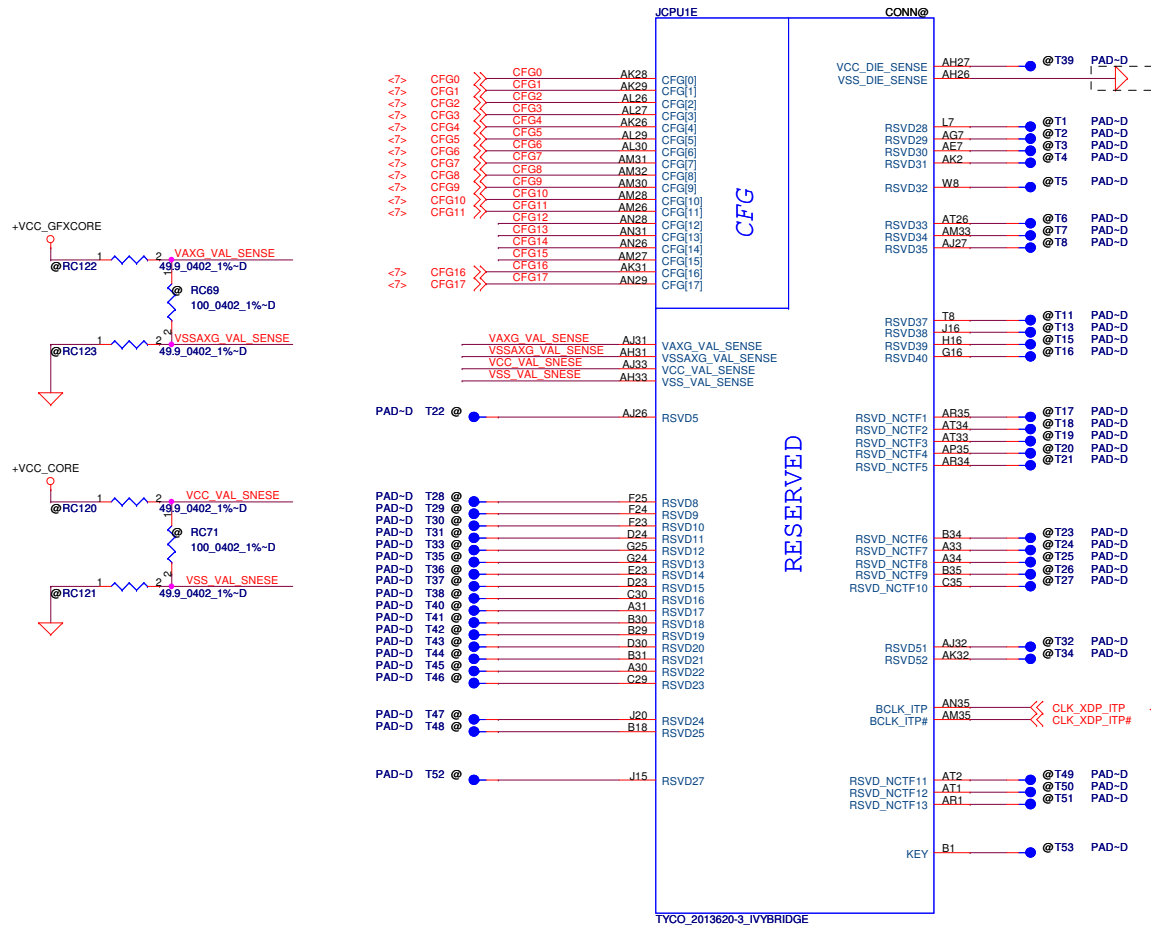 JCPU1E CONN@
<7> CFG0 CFG0 AK28 CFG[0]
<7> CFG1 CFG1 AK29 CFG[1]
<7> CFG2 CFG2 AL26 CFG[2]
<7> CFG3 CFG3 AL27 CFG[3]
<7> CFG4 CFG4 AK26 CFG[4]
<7> CFG5 CFG5 AL29 CFG[5]
<7> CFG6 CFG6 AL30 CFG[6]
<7> CFG7 CFG7 AM31 CFG[7]
<7> CFG8 CFG8 AM32 CFG[8]
<7> CFG9 CFG9 AM30 CFG[9]
<7> CFG10 CFG10 AM28 CFG[10]
<7> CFG11 CFG11 AM26 CFG[11]
CFG12 AN28 CFG[12]
CFG13 AN31 CFG[13]
CFG14 AN26 CFG[14]
CFG15 AM27 CFG[15]
<7> CFG16 CFG16 AK31 CFG[16]
<7> CFG17 CFG17 AN29 CFG[17]
CFG
VAXG_VAL_SENSE AJ31 VAXG_VAL_SENSE
VSSAXG_VAL_SENSE AH31 VSSAXG_VAL_SENSE
VCC_VAL_SNESE AJ33 VCC_VAL_SENSE
VSS_VAL_SNESE AH33 VSS_VAL_SENSE
PAD~D T22 @ AJ26 RSVD5
PAD~D T28 @ F25 RSVD8
PAD~D T29 @ F24 RSVD9
PAD~D T30 @ F23 RSVD10
PAD~D T31 @ D24 RSVD11
PAD~D T33 @ G25 RSVD12
PAD~D T35 @ G24 RSVD13
PAD~D T36 @ E23 RSVD14
PAD~D T37 @ D23 RSVD15
PAD~D T38 @ C30 RSVD16
PAD~D T40 @ A31 RSVD17
PAD~D T41 @ B30 RSVD18
PAD~D T42 @ B29 RSVD19
PAD~D T43 @ D30 RSVD20
PAD~D T44 @ B31 RSVD21
PAD~D T45 @ A30 RSVD22
PAD~D T46 @ C29 RSVD23
PAD~D T47 @ J20 RSVD24
PAD~D T48 @ B18 RSVD25
PAD~D T52 @ J15 RSVD27
RESERVED
VCC_DIE_SENSE AH27 @T39 PAD~D
VSS_DIE_SENSE AH26
RSVD28 L7 @T1 PAD~D
RSVD29 AG7 @T2 PAD~D
RSVD30 AE7 @T3 PAD~D
RSVD31 AK2 @T4 PAD~D
RSVD32 W8 @T5 PAD~D
RSVD33 AT26 @T6 PAD~D
RSVD34 AM33 @T7 PAD~D
RSVD35 AJ27 @T8 PAD~D
RSVD37 T8 @T11 PAD~D
RSVD38 J16 @T13 PAD~D
RSVD39 H16 @T15 PAD~D
RSVD40 G16 @T16 PAD~D
RSVD_NCTF1 AR35 @T17 PAD~D
RSVD_NCTF2 AT34 @T18 PAD~D
RSVD_NCTF3 AT33 @T19 PAD~D
RSVD_NCTF4 AP35 @T20 PAD~D
RSVD_NCTF5 AR34 @T21 PAD~D
RSVD_NCTF6 B34 @T23 PAD~D
RSVD_NCTF7 A33 @T24 PAD~D
RSVD_NCTF8 A34 @T25 PAD~D
RSVD_NCTF9 B35 @T26 PAD~D
RSVD_NCTF10 C35 @T27 PAD~D
RSVD51 AJ32 @T32 PAD~D
RSVD52 AK32 @T34 PAD~D
BCLK_ITP AN35 CLK_XDP_ITP
BCLK_ITP# AM35 CLK_XDP_ITP#
RSVD_NCTF11 AT2 @T49 PAD~D
RSVD_NCTF12 AT1 @T50 PAD~D
RSVD_NCTF13 AR1 @T51 PAD~D
KEY B1 @T53 PAD~D
TYCO_2013620-3_IVYBRIDGE
+VCC_GFXCORE
1 2 VAXG_VAL_SENSE
@RC122 49.9_0402_1%~D
1
@ RC69
100_0402_1%~D
2
1 2 VSSAXG_VAL_SENSE
@RC123 49.9_0402_1%~D
+VCC_CORE
1 2 VCC_VAL_SNESE
@RC120 49.9_0402_1%~D
1
@ RC71
100_0402_1%~D
2
1 2 VSS_VAL_SNESE
@RC121 49.9_0402_1%~D